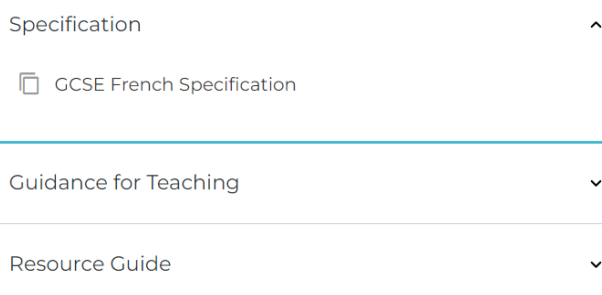 Specification
GCSE French Specification
Guidance for Teaching
Resource Guide